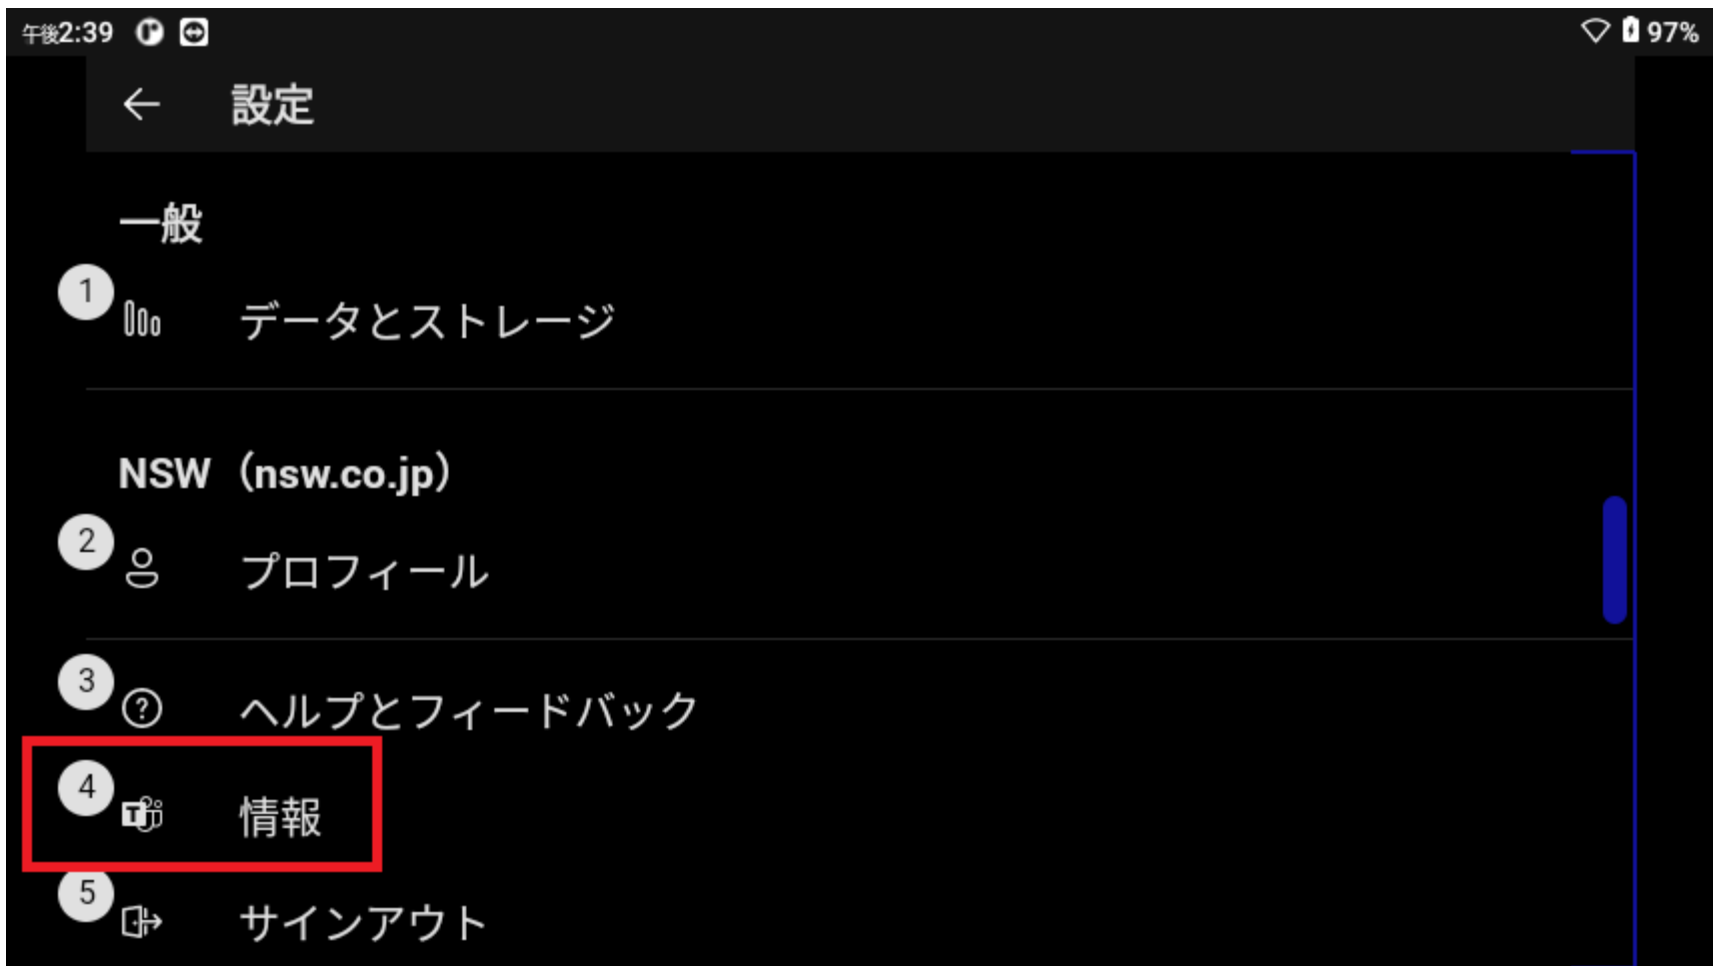 午後2:39
97%
設定
一般
1
データとストレージ
NSW（nsw.co.jp）
2
プロフィール
3
ヘルプとフィードバック
4
情報
5
サインアウト